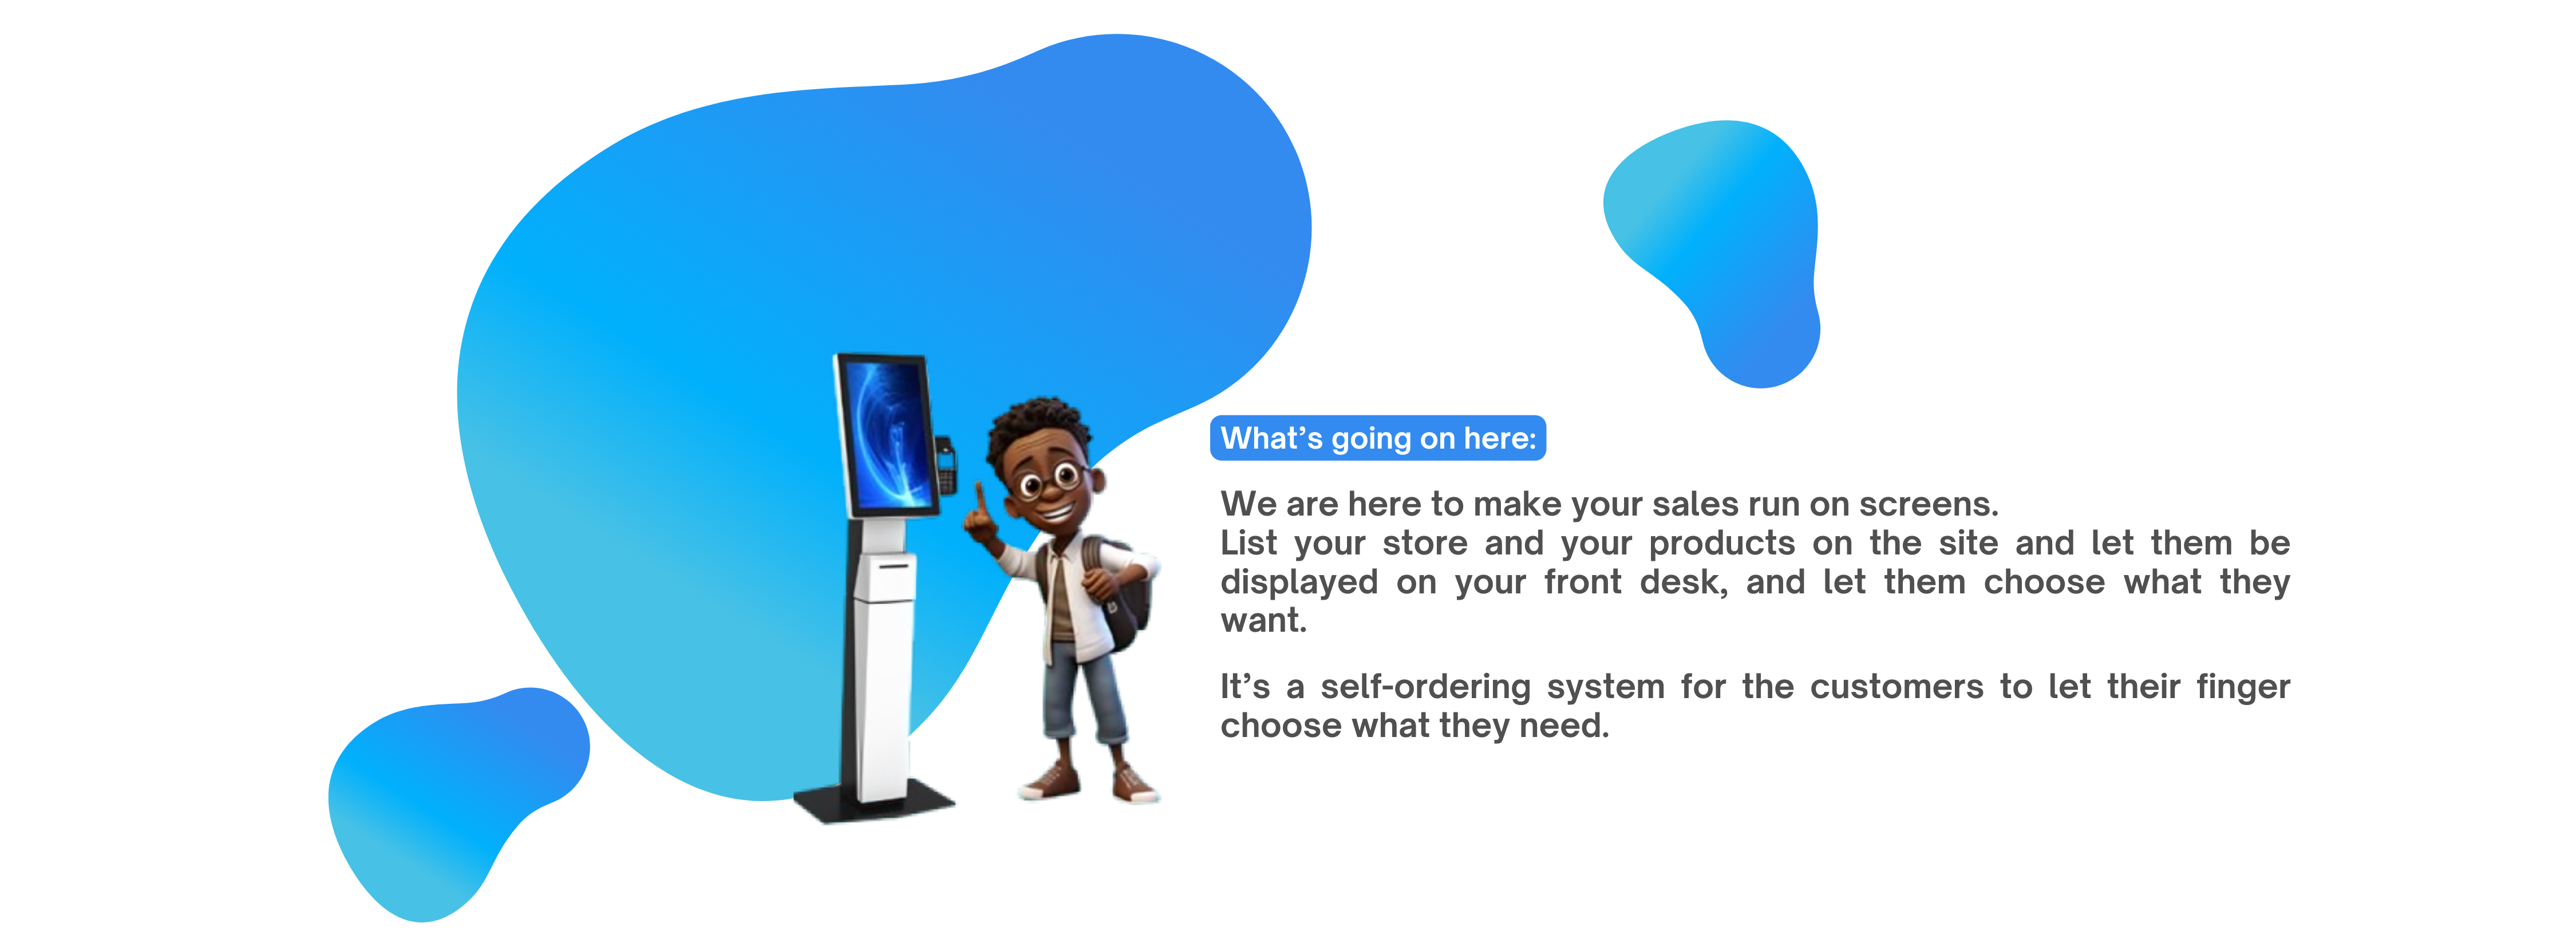 What’s going on here:
We are here to make your sales run on screens.
List your store and your products on the site and let them be
displayed on your front desk, and let them choose what they
want.
It’s a self-ordering system for the customers to let their finger
choose what they need.